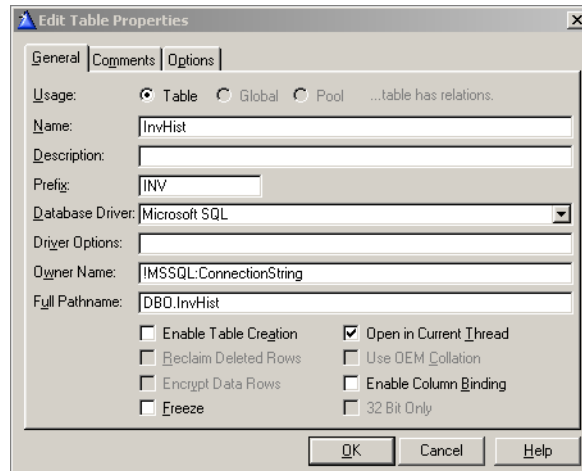 Edit Table Properties
General Comments Options
Usage: Table Global Pool ...table has relations.
Name: InvHist
Description:
Prefix: INV
Database Driver: Microsoft SQL
Driver Options:
Owner Name: !MSSQL:ConnectionString
Full Pathname: DBO.InvHist
Enable Table Creation Open in Current Thread
Reclaim Deleted Rows Use OEM Collation
Encrypt Data Rows Enable Column Binding
Freeze 32 Bit Only
OK Cancel Help